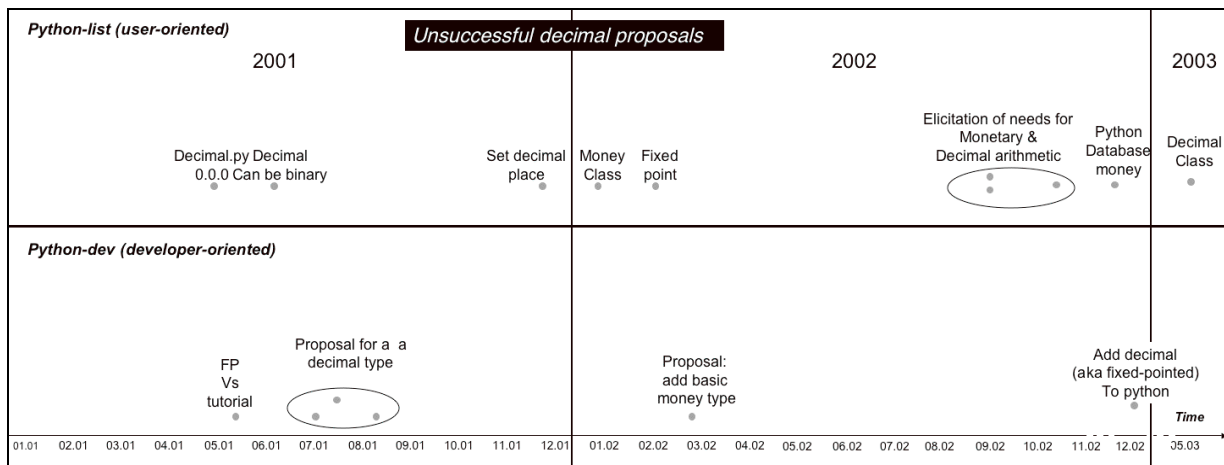 Python-list (user-oriented)
Unsuccessful decimal proposals
2001
2002
2003
Decimal.py Decimal
0.0.0 Can be binary
Set decimal
place
Money
Class
Fixed
point
Elicitation of needs for
Monetary &
Decimal arithmetic
Python
Database
money
Decimal
Class
Python-dev (developer-oriented)
FP
Vs
tutorial
Proposal for a a
decimal type
Proposal:
add basic
money type
Add decimal
(aka fixed-pointed)
To python
Time
01.01 02.01 03.01 04.01 05.01 06.01 07.01 08.01 09.01 10.01 11.01 12.01 01.02 02.02 03.02 04.02 05.02 06.02 07.02 08.02 09.02 10.02 11.02 12.02 05.03